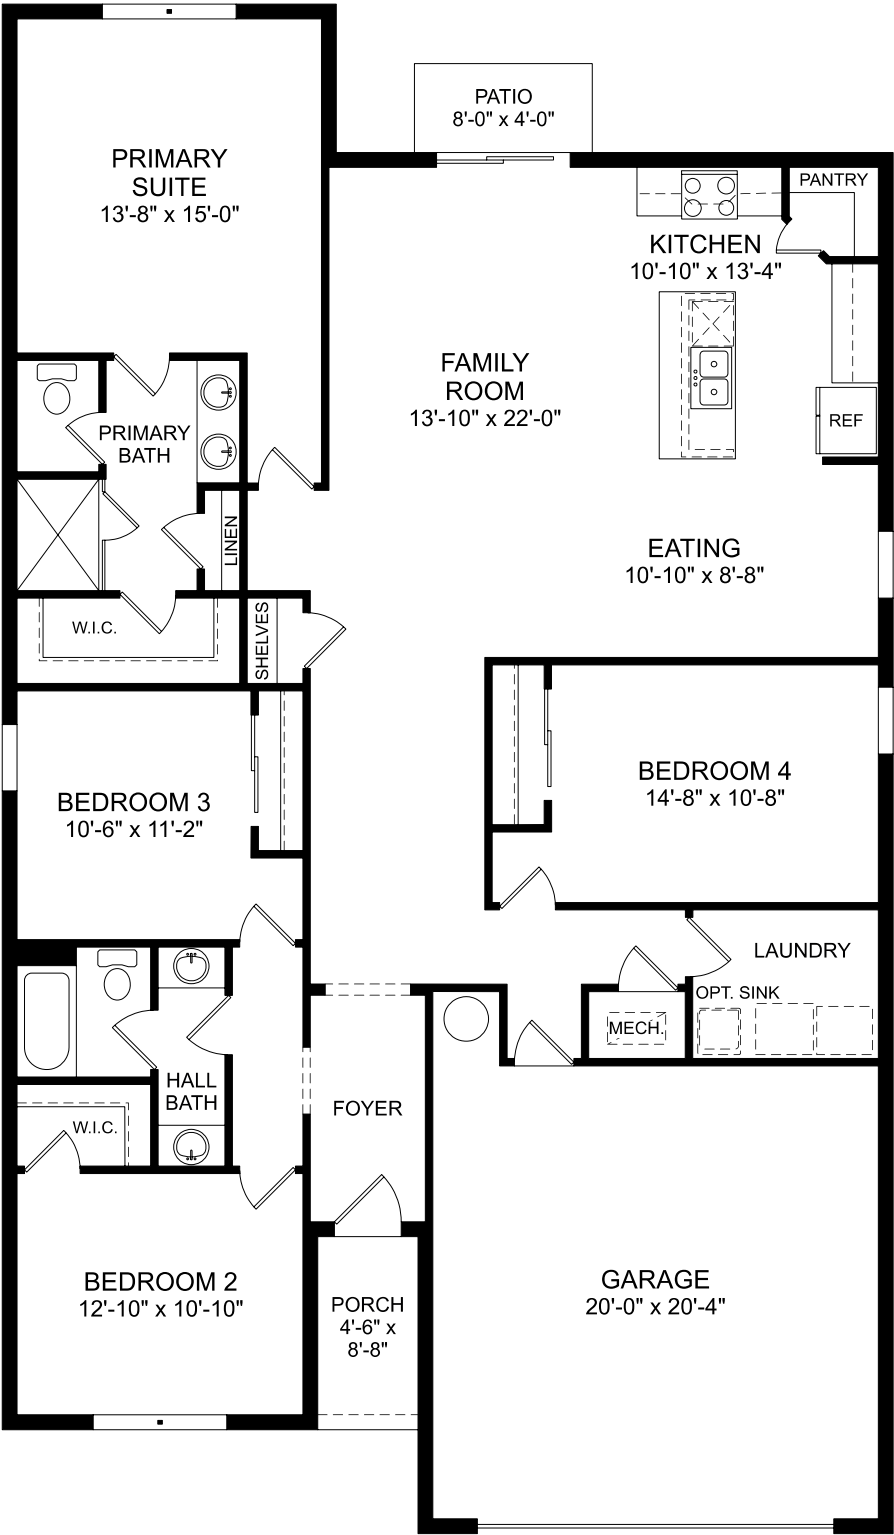 PATIO
8'-0" x 4'-0"
PRIMARY
SUITE
13'-8" x 15'-0"
PANTRY
KITCHEN
10'-10" x 13'-4"
FAMILY
ROOM
13'-10" x 22'-0"
REF
PRIMARY
BATH
LINEN
EATING
10'-10" x 8'-8"
W.I.C.
SHELVES
BEDROOM 4
14'-8" x 10'-8"
BEDROOM 3
10'-6" x 11'-2"
LAUNDRY
OPT. SINK
MECH.
HALL
BATH
FOYER
W.I.C.
BEDROOM 2
12'-10" x 10'-10"
GARAGE
20'-0" x 20'-4"
PORCH
4'-6" x
8'-8"